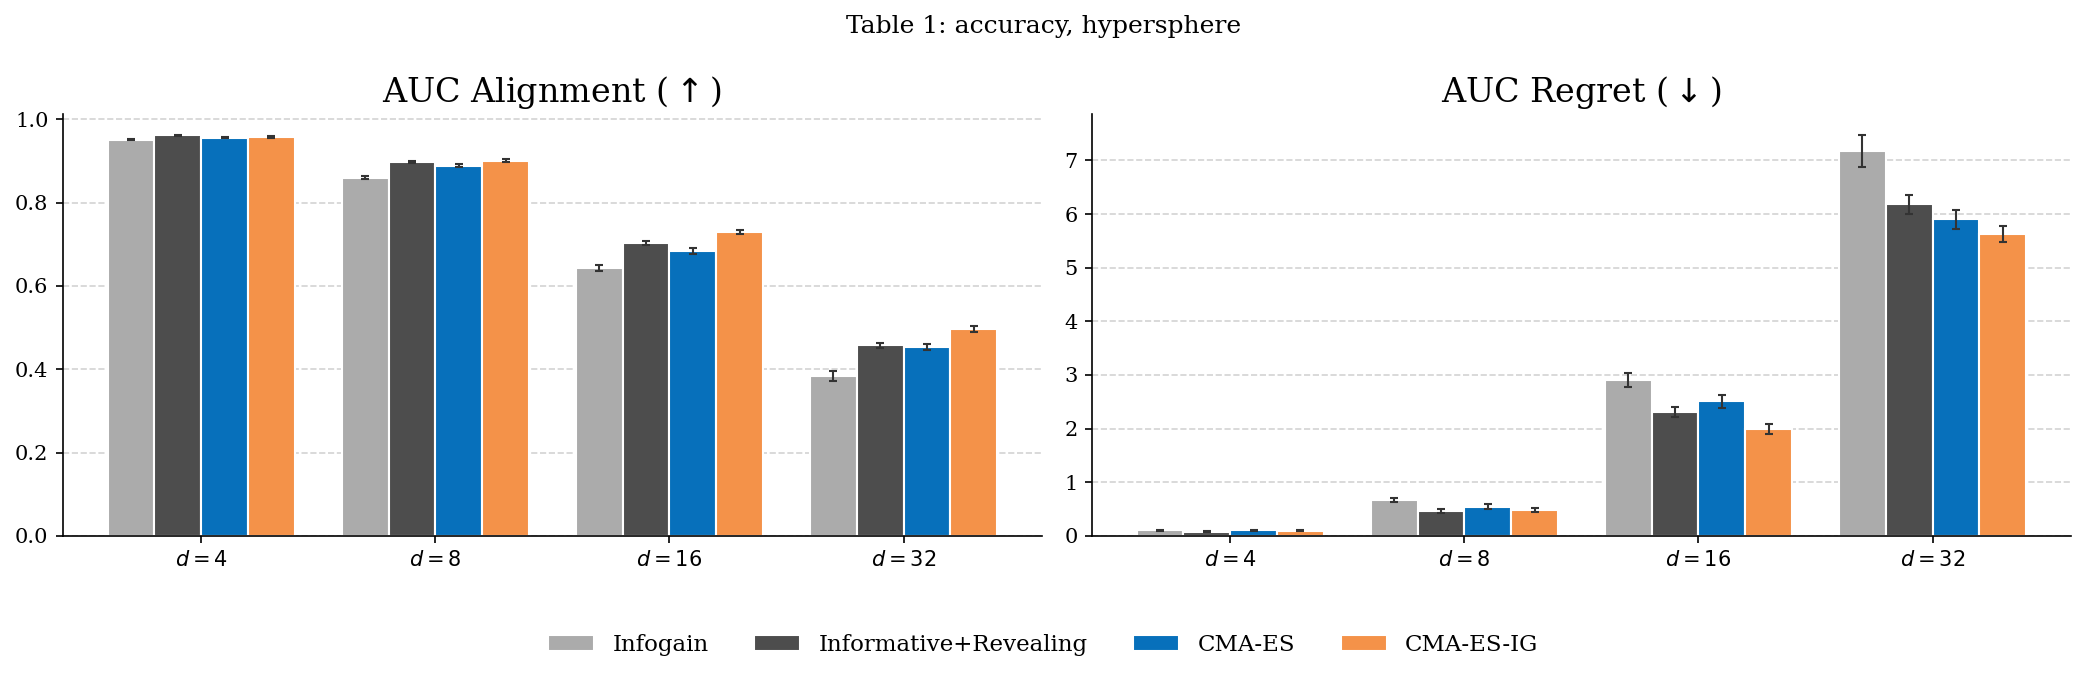 Table 1: accuracy, hypersphere
AUC Alignment (↑)
1.0
0.8
0.6
0.4
0.2
0.0
d = 4
d = 8
d = 16
d = 32
AUC Regret (↓)
7
6
5
4
3
2
1
0
d = 4
d = 8
d = 16
d = 32
Infogain Informative+Revealing CMA-ES CMA-ES-IG